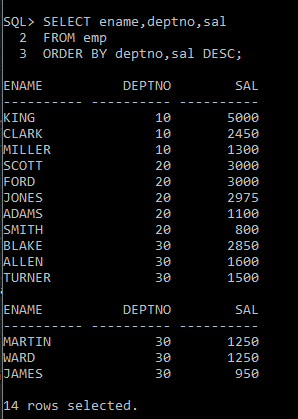 SQL> SELECT ename,deptno,sal
  2  FROM emp
  3  ORDER BY deptno,sal DESC;
ENAME          DEPTNO        SAL
---------- ---------- ----------
KING               10       5000
CLARK              10       2450
MILLER             10       1300
SCOTT              20       3000
FORD               20       3000
JONES              20       2975
ADAMS              20       1100
SMITH              20        800
BLAKE              30       2850
ALLEN              30       1600
TURNER             30       1500
ENAME          DEPTNO        SAL
---------- ---------- ----------
MARTIN             30       1250
WARD               30       1250
JAMES              30        950
14 rows selected.